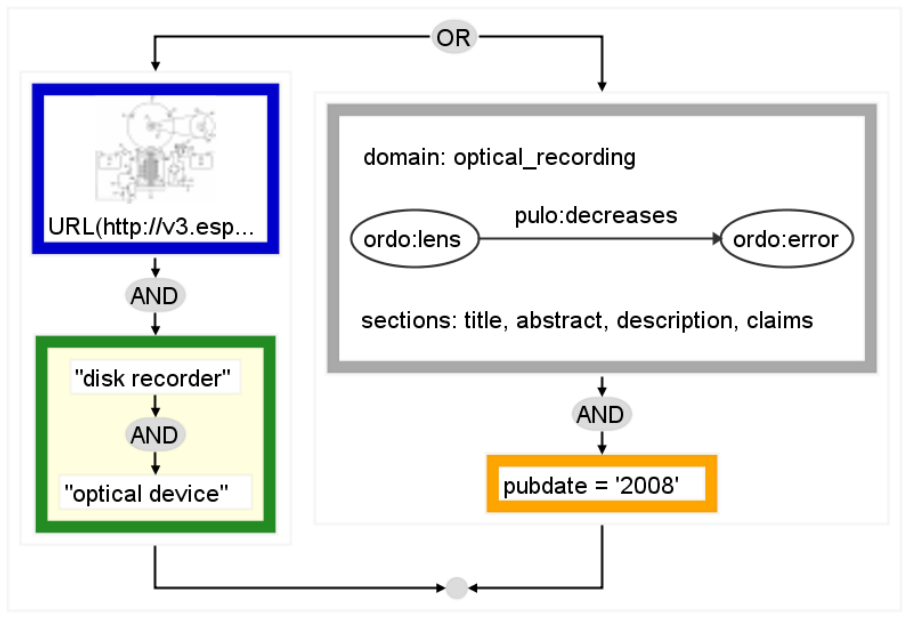 OR
URL(http://v3.esp...
AND
"disk recorder"
AND
"optical device"
domain: optical_recording
pulo:decreases
ordo:lens
ordo:error
sections: title, abstract, description, claims
AND
pubdate = '2008'